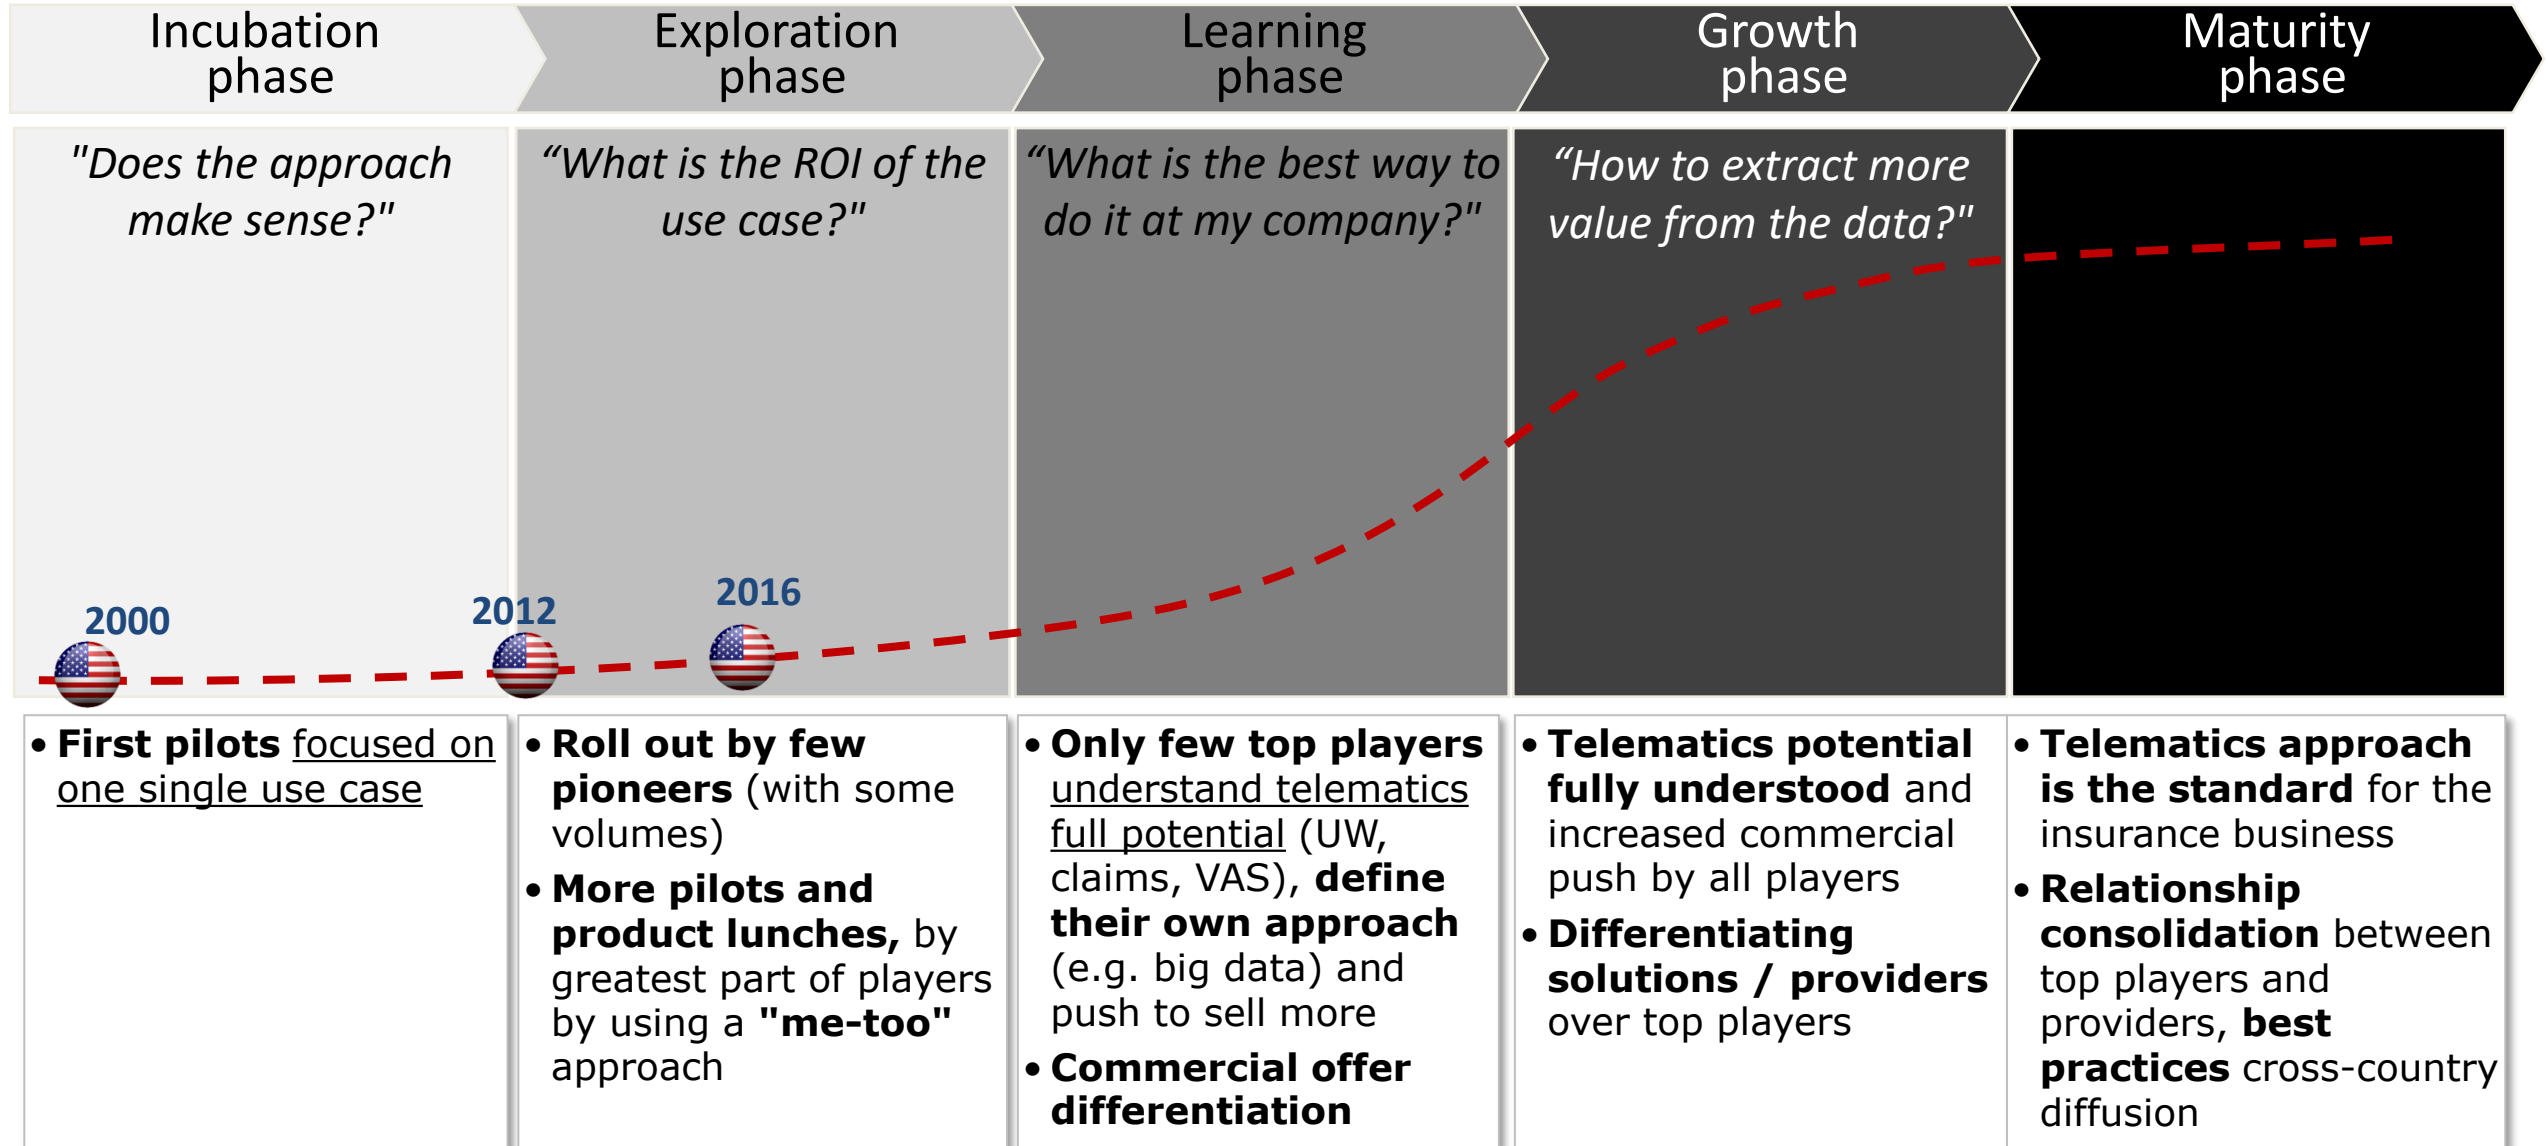 Incubation
phase
Exploration
phase
Learning
phase
Growth
phase
Maturity
phase
"Does the approach
make sense?"
“What is the ROI of the
use case?"
“What is the best way to
do it at my company?"
“How to extract more
value from the data?"
2000
2012
2016
• First pilots focused on
one single use case
• Roll out by few
pioneers (with some
volumes)
• More pilots and
product lunches, by
greatest part of players
by using a "me-too"
approach
• Only few top players
understand telematics
full potential (UW,
claims, VAS), define
their own approach
(e.g. big data) and
push to sell more
• Commercial offer
differentiation
• Telematics potential
fully understood and
increased commercial
push by all players
• Differentiating
solutions / providers
over top players
• Telematics approach
is the standard for the
insurance business
• Relationship
consolidation between
top players and
providers, best
practices cross-country
diffusion